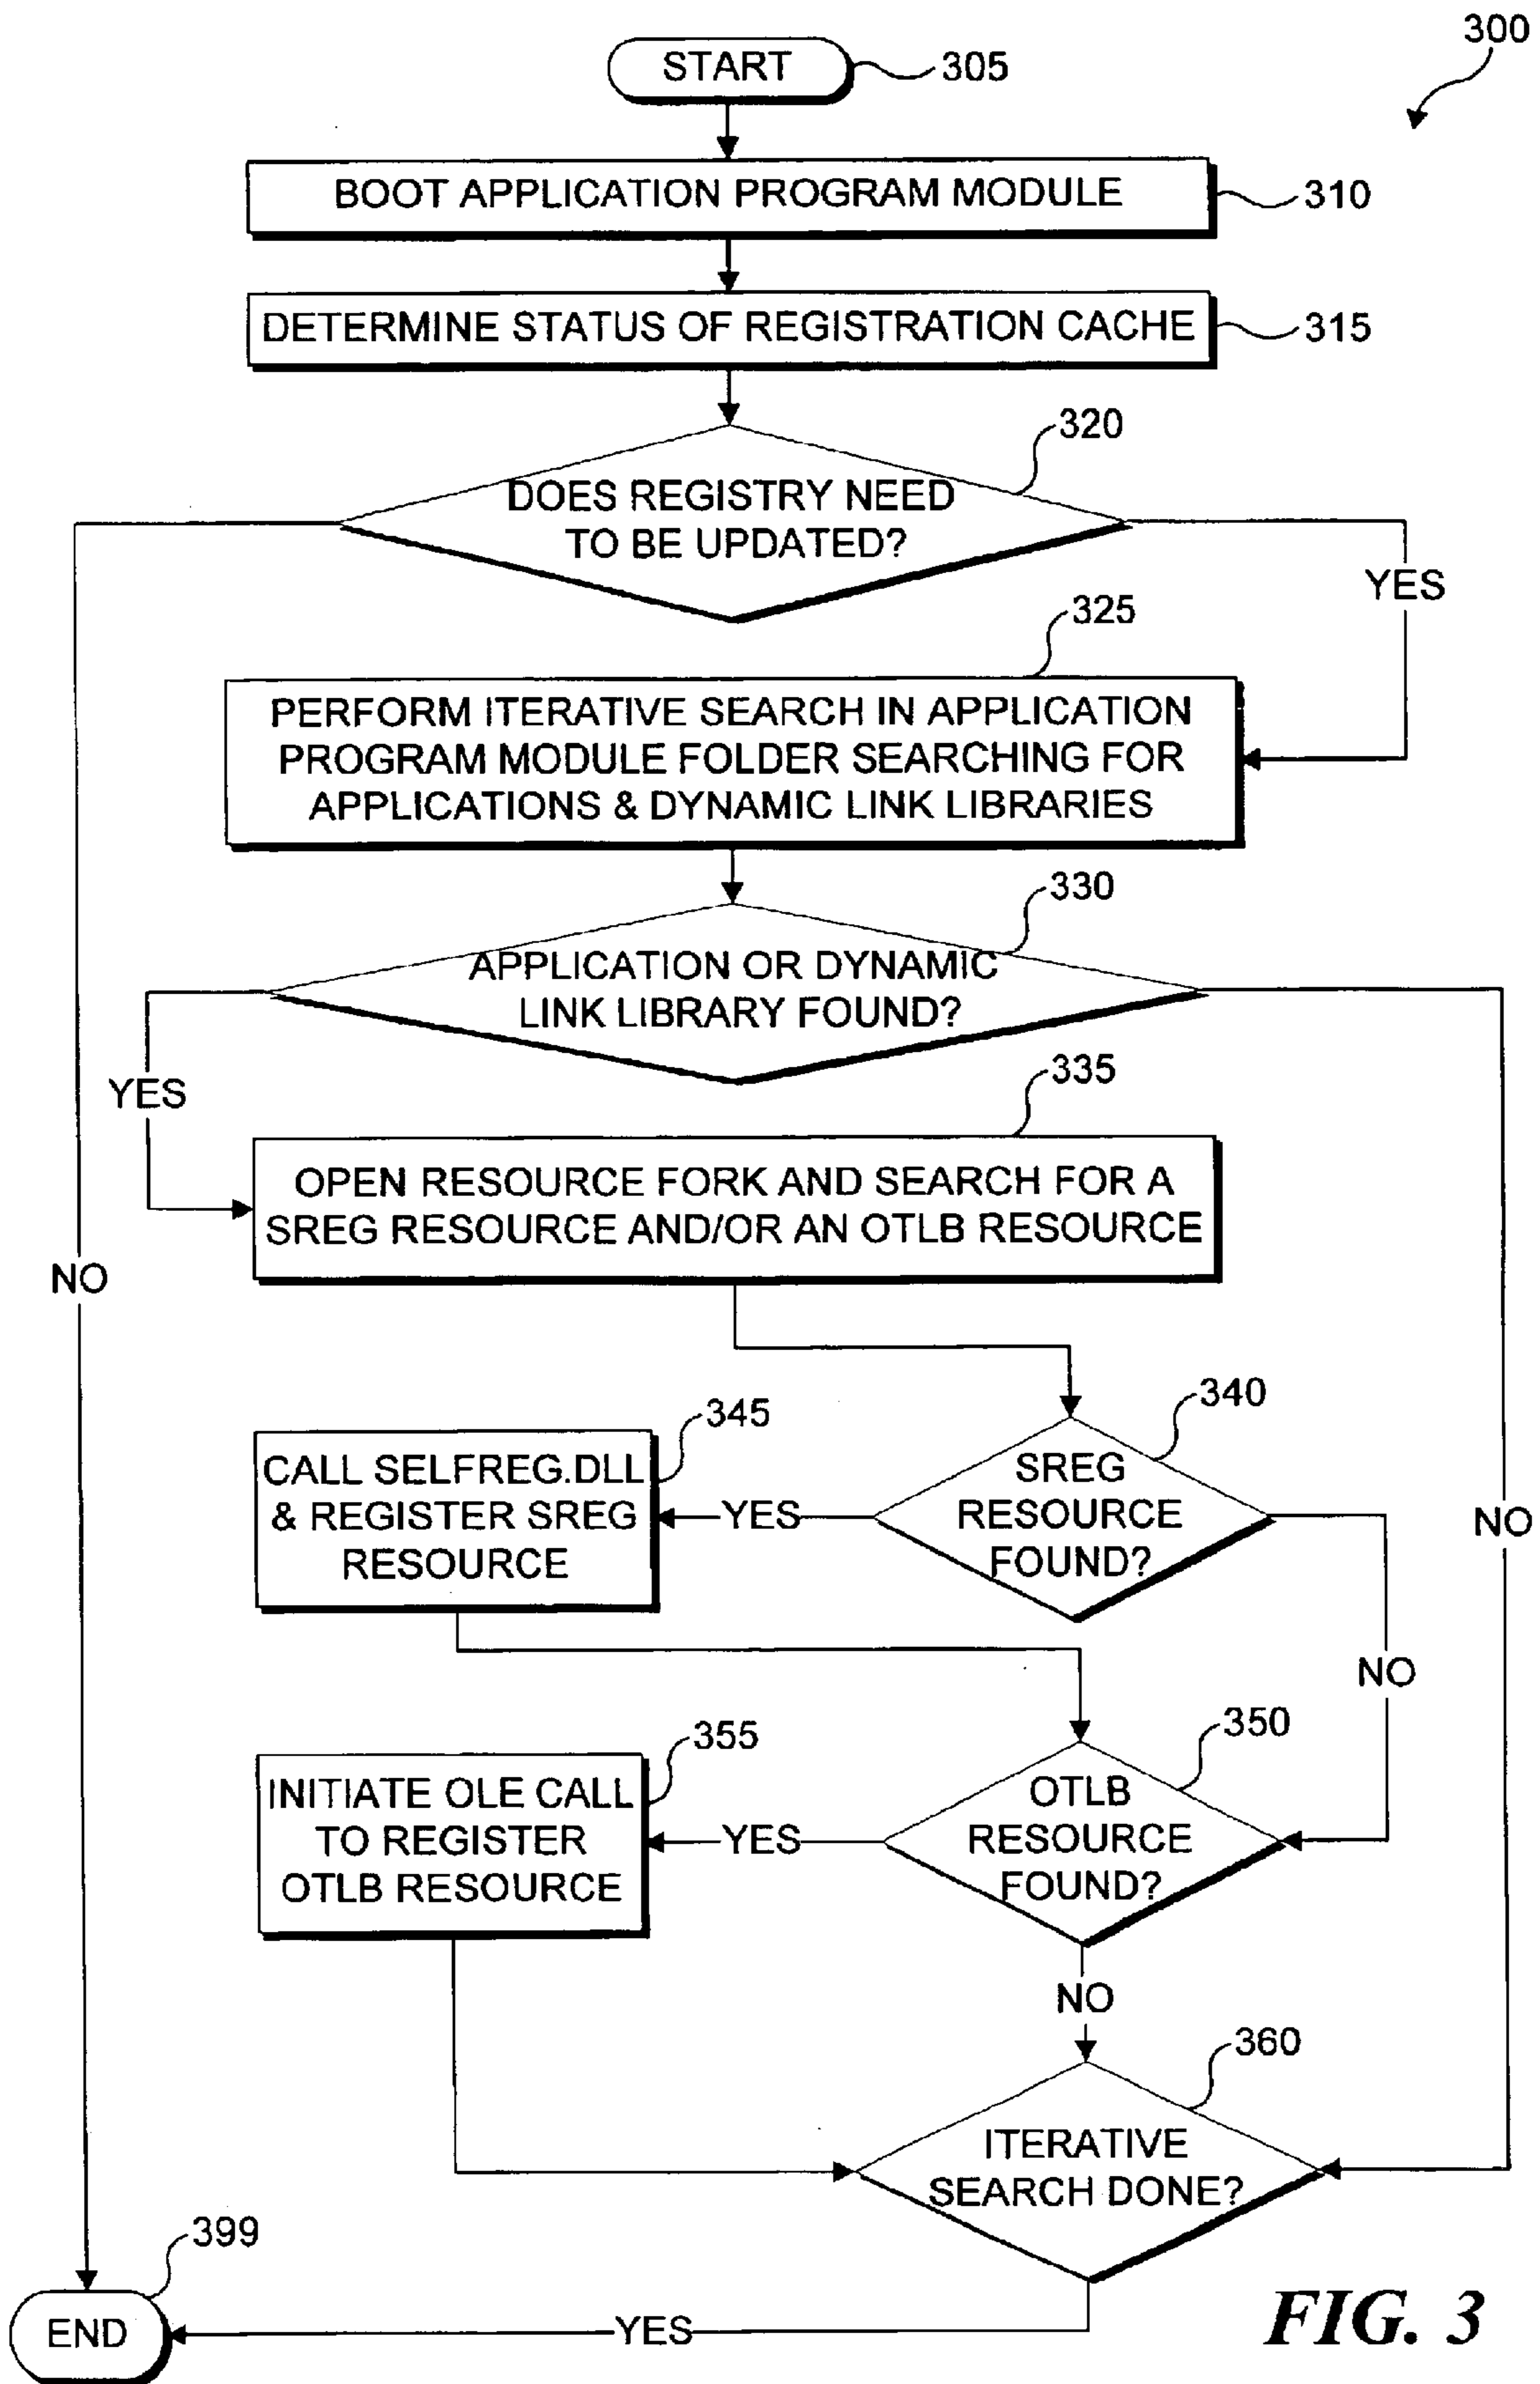 300
START
305
BOOT APPLICATION PROGRAM MODULE
310
DETERMINE STATUS OF REGISTRATION CACHE
315
320
DOES REGISTRY NEED
TO BE UPDATED?
YES
325
PERFORM ITERATIVE SEARCH IN APPLICATION
PROGRAM MODULE FOLDER SEARCHING FOR
APPLICATIONS & DYNAMIC LINK LIBRARIES
330
APPLICATION OR DYNAMIC
LINK LIBRARY FOUND?
YES
335
OPEN RESOURCE FORK AND SEARCH FOR A
SREG RESOURCE AND/OR AN OTLB RESOURCE
NO
340
345
SREG
RESOURCE
FOUND?
YES
CALL SELFREG.DLL
& REGISTER SREG
RESOURCE
NO
NO
350
355
OTLB
RESOURCE
FOUND?
YES
INITIATE OLE CALL
TO REGISTER
OTLB RESOURCE
NO
360
ITERATIVE
SEARCH DONE?
399
END
YES
FIG. 3